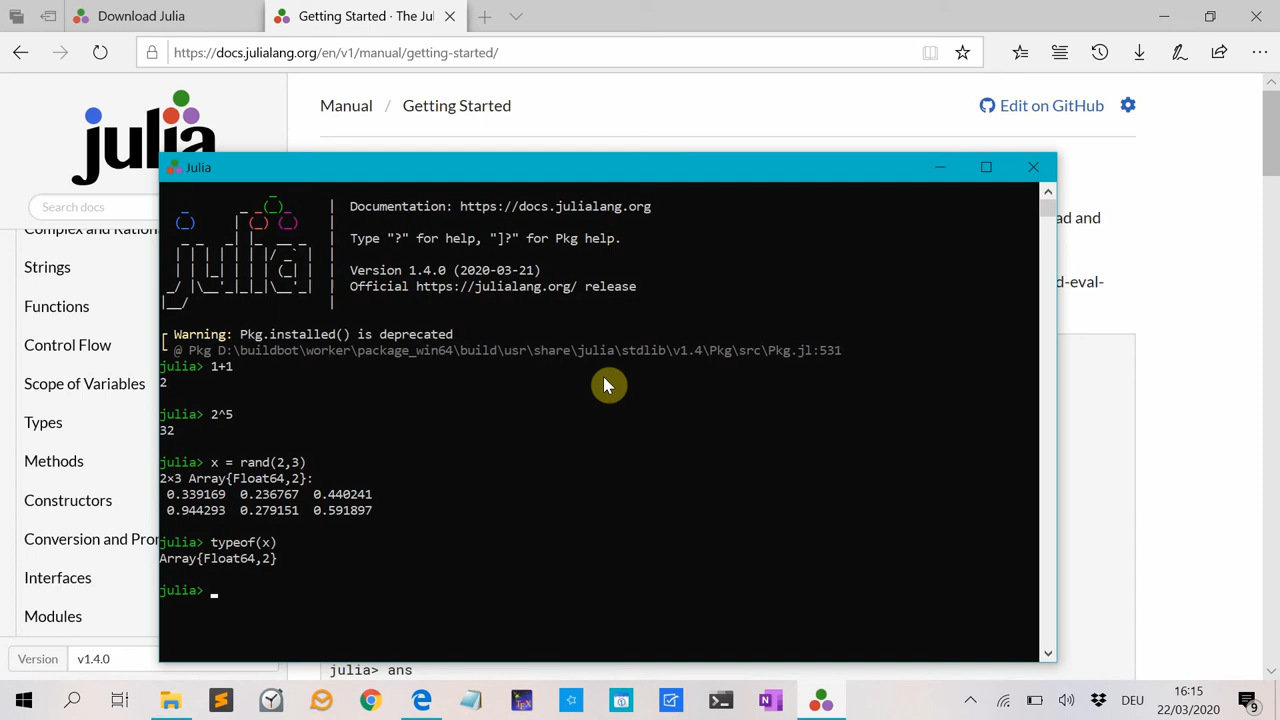 Download Julia
Getting Started · The Jul
https://docs.julialang.org/en/v1/manual/getting-started/
julia
Manual / Getting Started
Edit on GitHub
Search docs
Complex and Ration
Strings
Functions
Control Flow
Scope of Variables
Types
Methods
Constructors
Conversion and Pro
Interfaces
Modules
Version v1.4.0
ad and
d-eval-
Julia
Documentation: https://docs.julialang.org
Type "?" for help, "]?" for Pkg help.
Version 1.4.0 (2020-03-21)
Official https://julialang.org/ release
Warning: Pkg.installed() is deprecated
@ Pkg D:\buildbot\worker\package_win64\build\usr\share\julia\stdlib\v1.4\Pkg\src\Pkg.jl:531
julia> 1+1
2
julia> 2^5
32
julia> x = rand(2,3)
2×3 Array{Float64,2}:
0.339169 0.236767 0.440241
0.944293 0.279151 0.591897
julia> typeof(x)
Array{Float64,2}
julia> _
julia> ans
DEU
16:15
22/03/2020
9